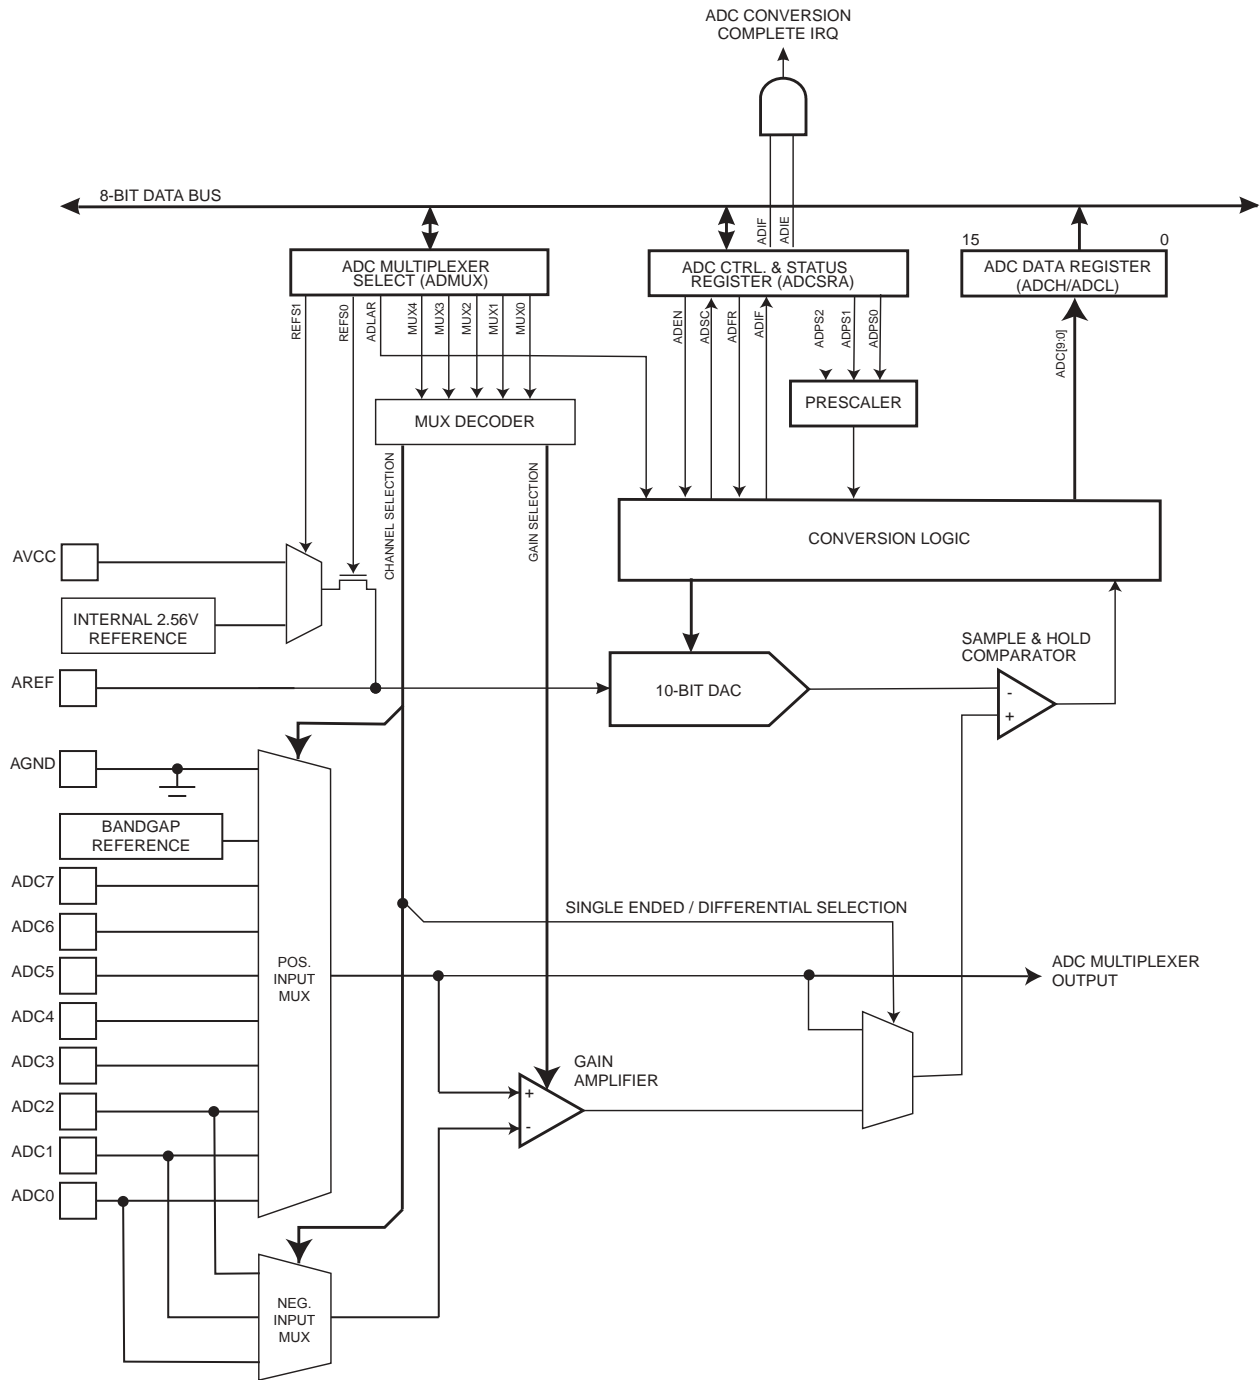 ADC CONVERSION
COMPLETE IRQ
8-BIT DATA BUS
ADIF
ADIE
15
0
ADC MULTIPLEXER
SELECT (ADMUX)
ADC CTRL. & STATUS
REGISTER (ADCSRA)
ADC DATA REGISTER
(ADCH/ADCL)
REFS1
REFS0
ADLAR
MUX4
MUX3
MUX2
MUX1
MUX0
ADEN
ADSC
ADFR
ADIF
ADPS2
ADPS1
ADPS0
ADC[9:0]
PRESCALER
MUX DECODER
CHANNEL SELECTION
GAIN SELECTION
CONVERSION LOGIC
AVCC
INTERNAL 2.56V
REFERENCE
SAMPLE & HOLD
COMPARATOR
AREF
10-BIT DAC
-
+
AGND
BANDGAP
REFERENCE
ADC7
SINGLE ENDED / DIFFERENTIAL SELECTION
ADC6
ADC5
POS.
INPUT
MUX
ADC MULTIPLEXER
OUTPUT
ADC4
ADC3
GAIN
AMPLIFIER
+
-
ADC2
ADC1
ADC0
NEG.
INPUT
MUX